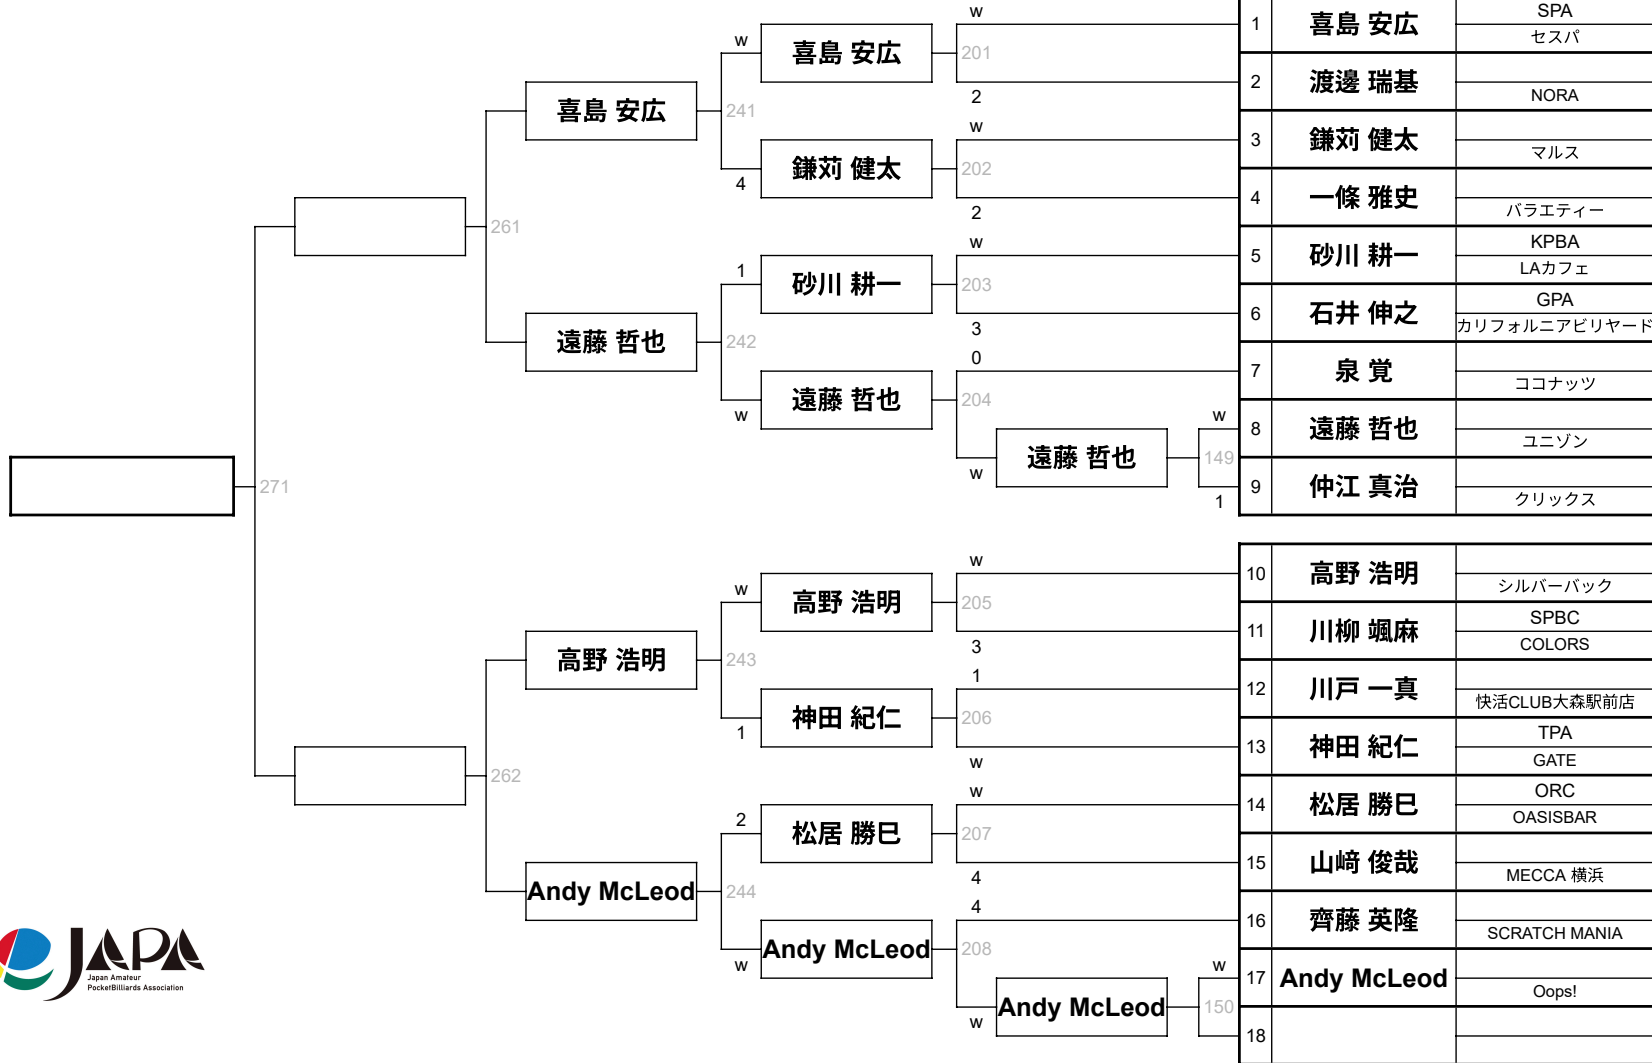 w
1 喜島 安広 SPA
セスパ
w 喜島 安広 201
2 渡邊 瑞基
NORA
2
喜島 安広 241
w
3 鎌苅 健太
マルス
4 鎌苅 健太 202
4 一條 雅史
バラエティー
2
261
w
5 砂川 耕一 KPBA
LAカフェ
1 砂川 耕一 203
6 石井 伸之 GPA
カリフォルニアビリヤード
3
遠藤 哲也 242
0
7 泉 覚
ココナッツ
w 遠藤 哲也 204
w 8 遠藤 哲也
ユニゾン
w 遠藤 哲也 149
1 9 仲江 真治
クリックス
271
w
10 高野 浩明
シルバーバック
w 高野 浩明 205
11 川柳 颯麻 SPBC
COLORS
3
高野 浩明 243
1
12 川戸 一真
快活CLUB大森駅前店
1 神田 紀仁 206
13 神田 紀仁 TPA
GATE
w
262
w
14 松居 勝巳 ORC
OASISBAR
2 松居 勝巳 207
15 山﨑 俊哉
MECCA 横浜
4
Andy McLeod 244
4
16 齊藤 英隆
SCRATCH MANIA
w Andy McLeod 208
w 17 Andy McLeod
Oops!
w Andy McLeod 150
18
JAPA
Japan Amateur
PocketBilliards Association